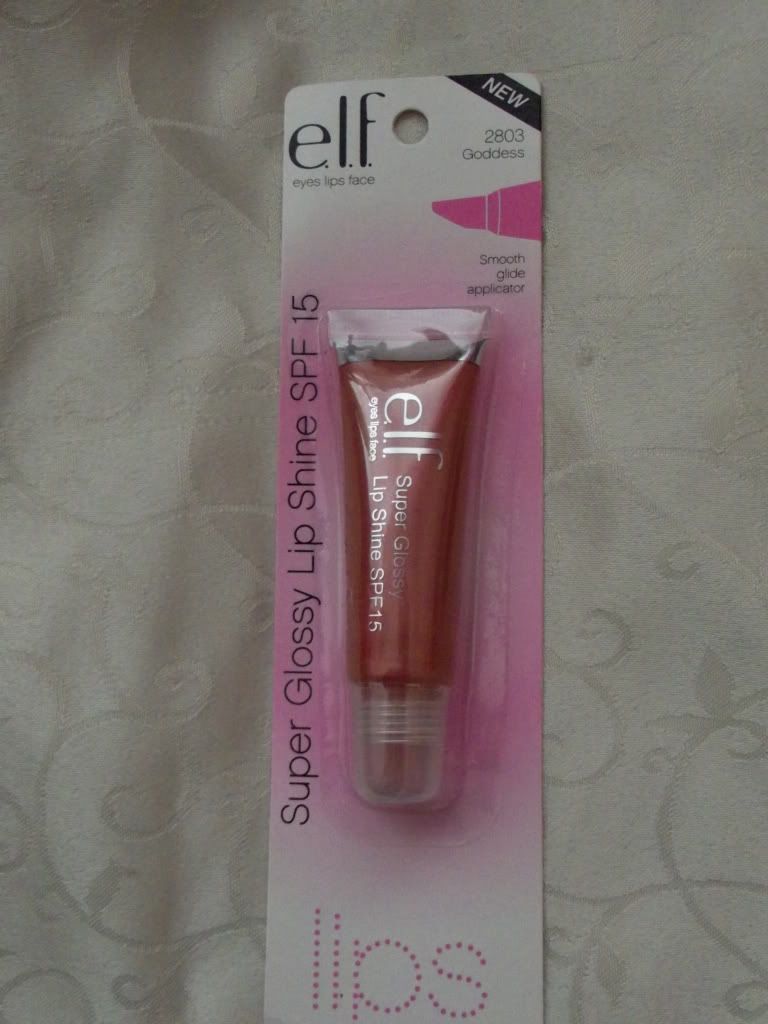 NEW
e.l.f.
eyes lips face
2803
Goddess
Smooth
glide
applicator
Super Glossy Lip Shine SPF 15
e.l.f.
eyes lips face
Super Glossy
Lip Shine SPF15
lips